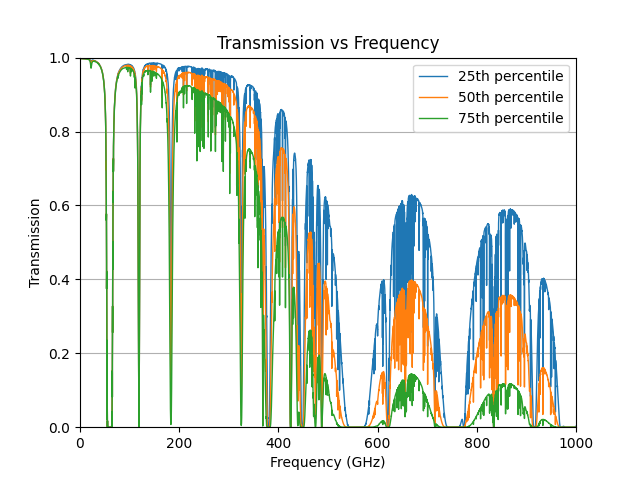 Transmission vs Frequency
1.0
0.8
0.6
0.4
0.2
0.0
Transmission
25th percentile
50th percentile
75th percentile
0 200 400 600 800 1000
Frequency (GHz)